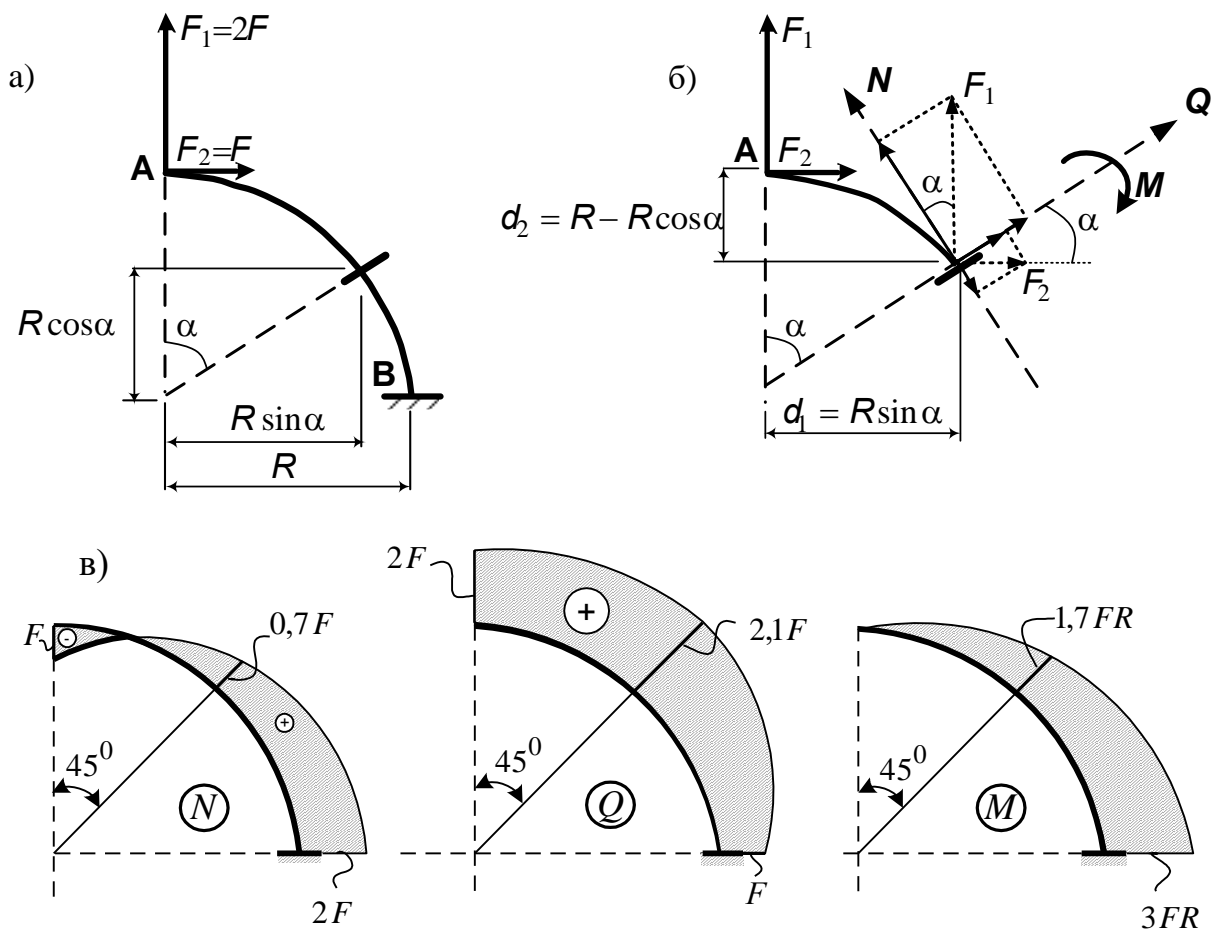 а)
F₁=2F
F₂=F
A
R cosα
α
B
R sinα
R
б)
F₁
A
F₂
d₂ = R − R cosα
α
d₁ = R sinα
N
F₁
α
Q
M
α
F₂
в)
F
-
0,7F
+
45⁰
N
2F
2F
+
2,1F
45⁰
Q
F
1,7FR
45⁰
M
3FR